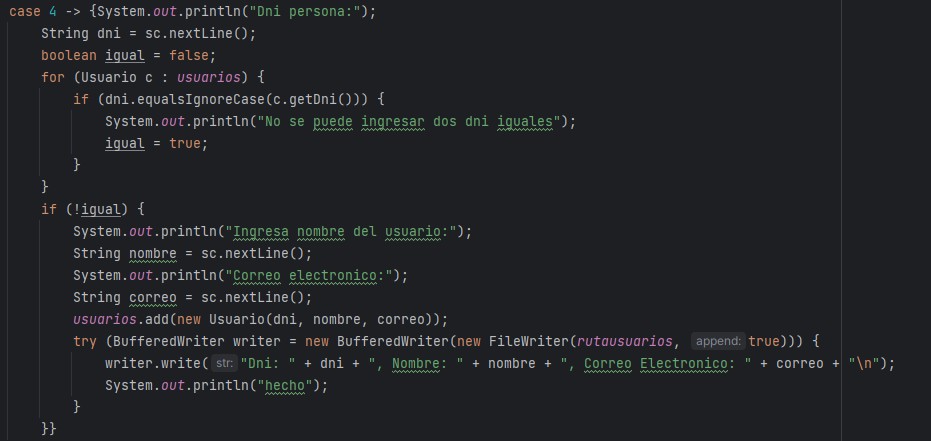 case 4 -> {System.out.println("Dni persona:");
    String dni = sc.nextLine();
    boolean igual = false;
    for (Usuario c : usuarios) {
        if (dni.equalsIgnoreCase(c.getDni())) {
            System.out.println("No se puede ingresar dos dni iguales");
            igual = true;
        }
    }
    if (!igual) {
        System.out.println("Ingresa nombre del usuario:");
        String nombre = sc.nextLine();
        System.out.println("Correo electronico:");
        String correo = sc.nextLine();
        usuarios.add(new Usuario(dni, nombre, correo));
        try (BufferedWriter writer = new BufferedWriter(new FileWriter(rutausuarios, append: true))) {
            writer.write( str: "Dni: " + dni + ", Nombre: " + nombre + ", Correo Electronico: " + correo + "\n");
            System.out.println("hecho");
        }
    }}